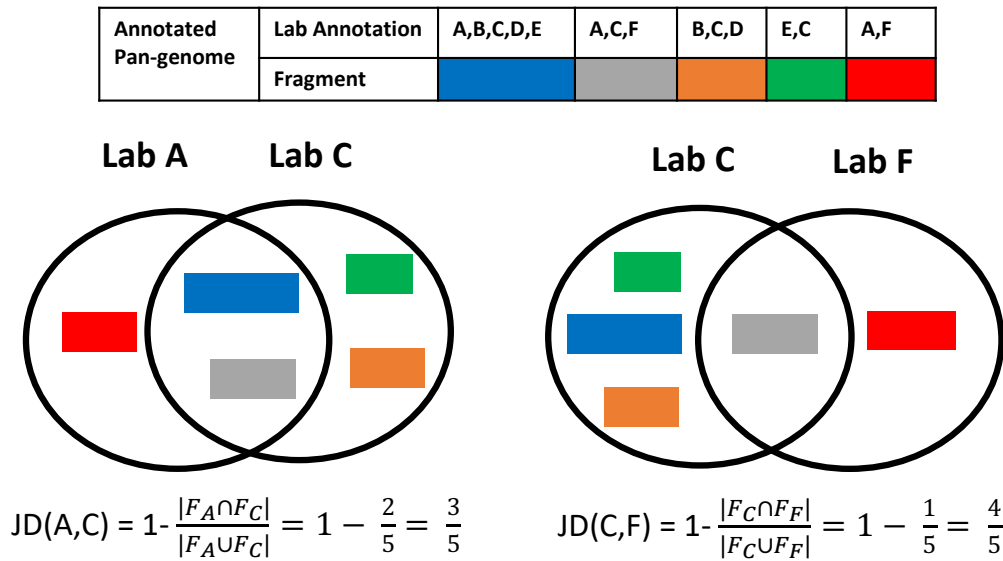 Annotated Pan-genome Lab Annotation A,B,C,D,E A,C,F B,C,D E,C A,F
Fragment
Lab A Lab C Lab C Lab F
JD(A,C) = 1- |F_A∩F_C| / |F_A∪F_C| = 1 − 2/5 = 3/5
JD(C,F) = 1- |F_C∩F_F| / |F_C∪F_F| = 1 − 1/5 = 4/5